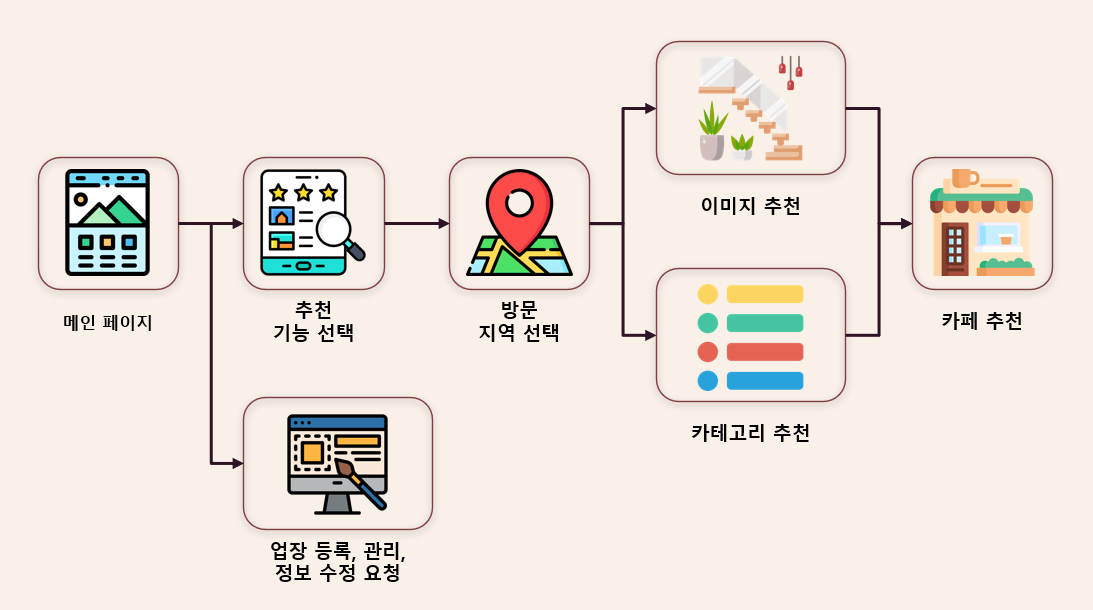 메인 페이지
추천
기능 선택
방문
지역 선택
이미지 추천
카테고리 추천
카페 추천
업장 등록, 관리,
정보 수정 요청